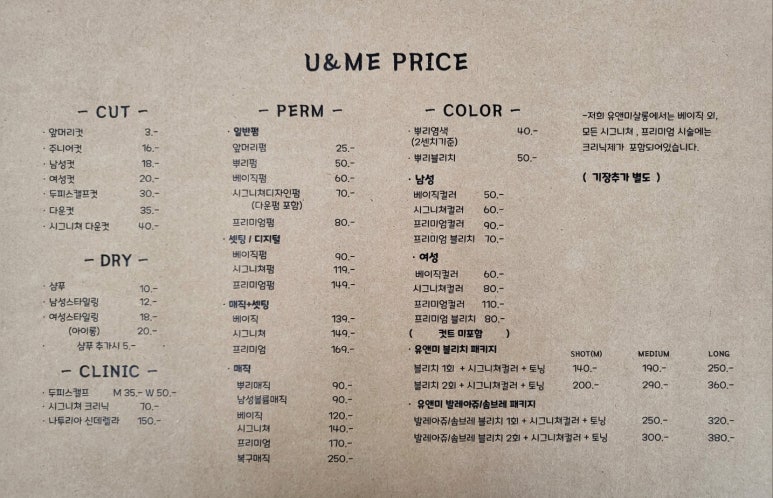 U&ME PRICE
- CUT -
· 앞머리컷 3.-
· 주니어컷 16.-
· 남성컷 18.-
· 여성컷 20.-
· 두피스켈프컷 30.-
· 다운컷 35.-
· 시그니쳐 다운컷 40.-
- DRY -
· 샴푸 10.-
· 남성스타일링 12.-
· 여성스타일링 18.-
(아이롱) 20.-
· 샴푸 추가시 5.-
- CLINIC -
· 두피스켈프 M 35.- W 50.-
· 시그니쳐 크리닉 70.-
· 나투리아 신데렐라 150.-
- PERM -
· 일반펌
앞머리펌 25.-
뿌리펌 50.-
베이직펌 60.-
시그니쳐디자인펌 70.-
(다운펌 포함)
프리미엄펌 80.-
· 셋팅 / 디지털
베이직펌 90.-
시그니쳐펌 119.-
프리미엄펌 149.-
· 매직+셋팅
베이직 139.-
시그니쳐 149.-
프리미엄 169.-
· 매직
뿌리매직 90.-
남성볼륨매직 90.-
베이직 120.-
시그니쳐 140.-
프리미엄 170.-
복구매직 250.-
- COLOR -
· 뿌리염색 40.-
(2센치기준)
· 뿌리블리치 50.-
· 남성
베이직컬러 50.-
시그니쳐컬러 60.-
프리미엄컬러 90.-
프리미엄 블리치 70.-
· 여성
베이직컬러 60.-
시그니쳐컬러 80.-
프리미엄컬러 110.-
프리미엄 블리치 80.-
( 컷트 미포함 )
· 유앤미 블리치 패키지 SHOT(M) MEDIUM LONG
블리치 1회 + 시그니쳐컬러 + 토닝 140.- 190.- 250.-
블리치 2회 + 시그니쳐컬러 + 토닝 200.- 290.- 360.-
· 유앤미 발레아쥬/솜브레 패키지
발레아쥬/솜브레 블리치 1회 + 시그니쳐컬러 + 토닝 250.- 320.-
발레아쥬/솜브레 블리치 2회 + 시그니쳐컬러 + 토닝 300.- 380.-
-저희 유앤미살롱에서는 베이직 외,
모든 시그니쳐 , 프리미엄 시술에는
크리닉제가 포함되어있습니다.
( 기장추가 별도 )